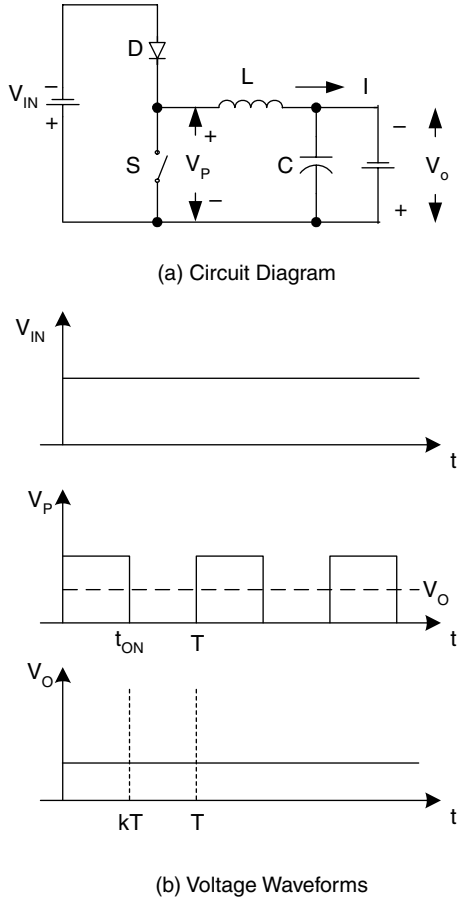 D
L
I
V_IN
−
+
S
+
V_P
−
C
−
+
V_o
(a) Circuit Diagram
V_IN
t
V_P
V_O
t_ON
T
t
V_O
kT
T
t
(b) Voltage Waveforms